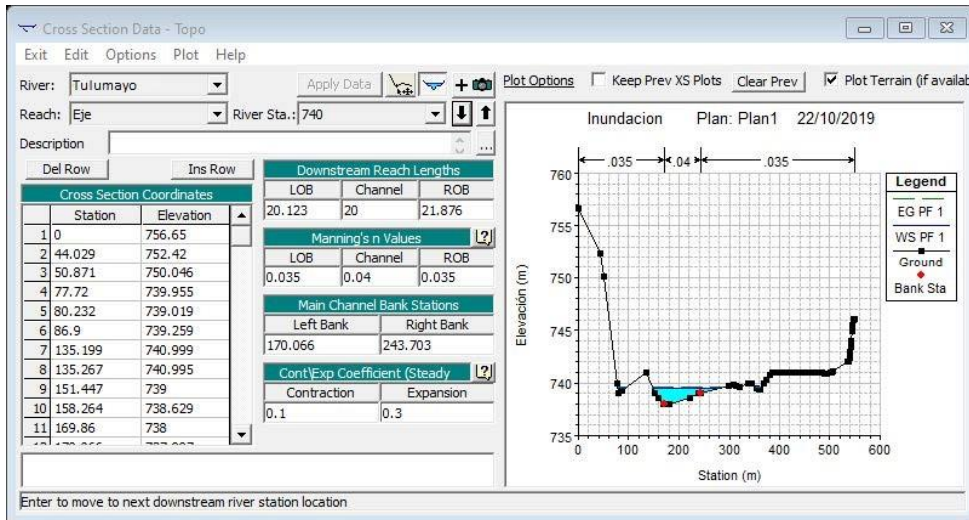 Cross Section Data - Topo
Exit Edit Options Plot Help
River: Tulumayo Apply Data
Plot Options Keep Prev XS Plots Clear Prev Plot Terrain (if availab
Reach: Eje River Sta.: 740
Description ...
Del Row Ins Row
Cross Section Coordinates
Station Elevation
1 0 756.65
2 44.029 752.42
3 50.871 750.046
4 77.72 739.955
5 80.232 739.019
6 86.9 739.259
7 135.199 740.999
8 135.267 740.995
9 151.447 739
10 158.264 738.629
11 169.86 738
Downstream Reach Lengths
LOB Channel ROB
20.123 20 21.876
Manning's n Values
LOB Channel ROB
0.035 0.04 0.035
Main Channel Bank Stations
Left Bank Right Bank
170.066 243.703
Cont\Exp Coefficient (Steady
Contraction Expansion
0.1 0.3
Inundacion Plan: Plan1 22/10/2019
.035 .04 .035
760
755
750
745
740
735
Elevación (m)
0 100 200 300 400 500 600
Station (m)
Legend
EG PF 1
WS PF 1
Ground
Bank Sta
Enter to move to next downstream river station location